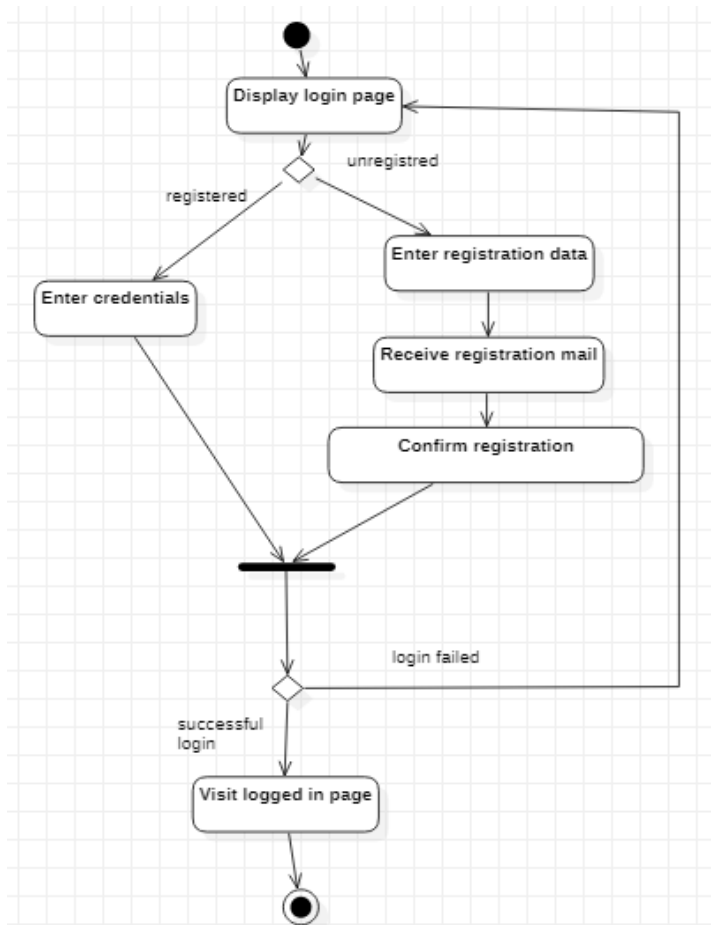 Display login page
unregistred
registered
Enter registration data
Enter credentials
Receive registration mail
Confirm registration
login failed
successful
login
Visit logged in page